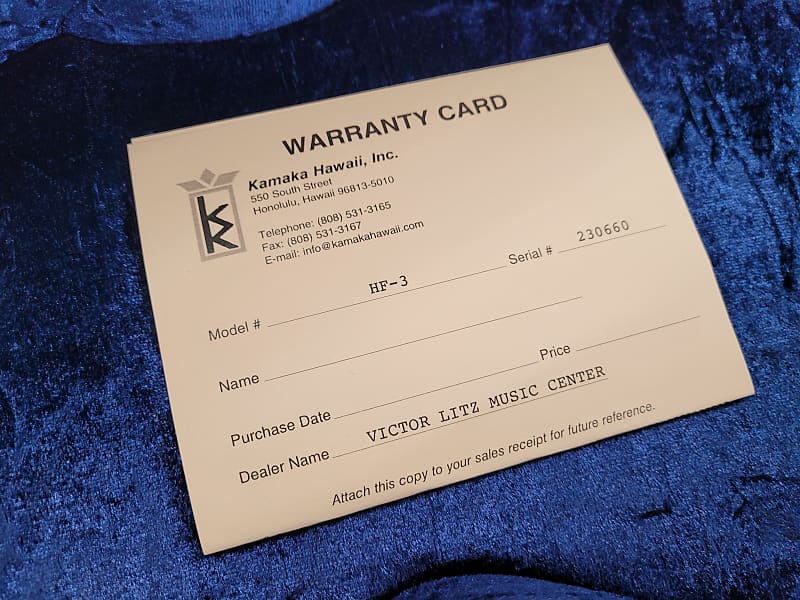 WARRANTY CARD
Kamaka Hawaii, Inc.
550 South Street
Honolulu, Hawaii 96813-5010
Telephone: (808) 531-3165
Fax: (808) 531-3167
E-mail: info@kamakahawaii.com
Model # HF-3 Serial # 230660
Name
Purchase Date Price
Dealer Name VICTOR LITZ MUSIC CENTER
Attach this copy to your sales receipt for future reference.